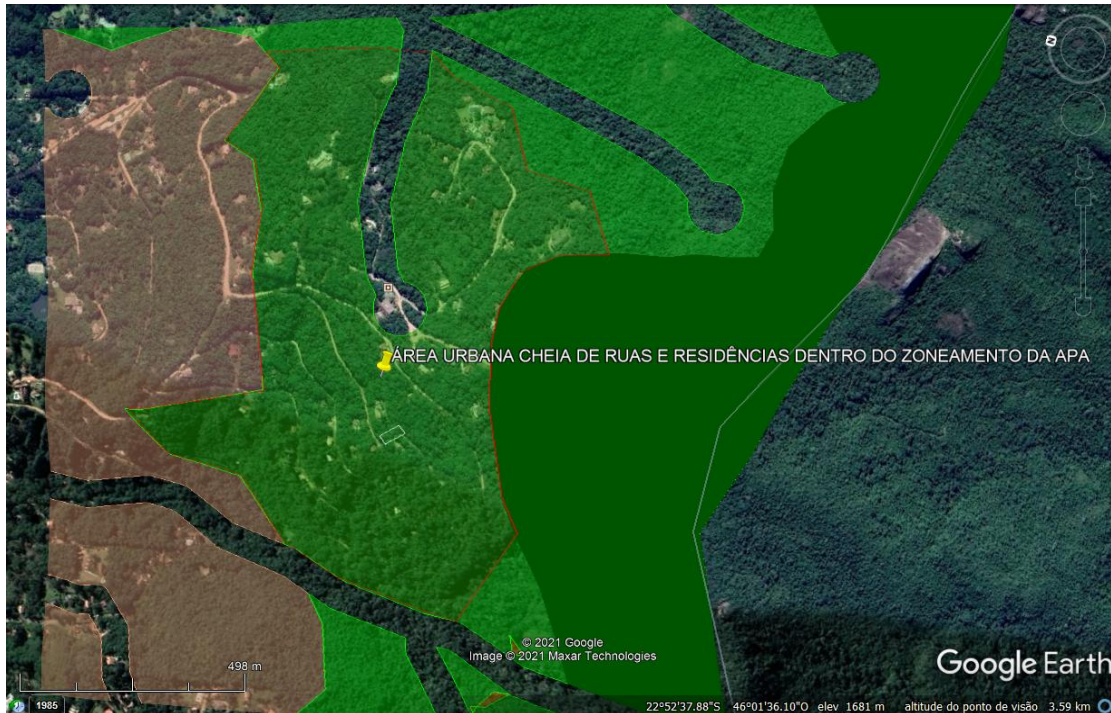 N
ÁREA URBANA CHEIA DE RUAS E RESIDÊNCIAS DENTRO DO ZONEAMENTO DA APA
© 2021 Google
Image © 2021 Maxar Technologies
498 m
Google Earth
1985
22°52'37.88"S 46°01'36.10"O elev 1681 m altitude do ponto de visão 3.59 km